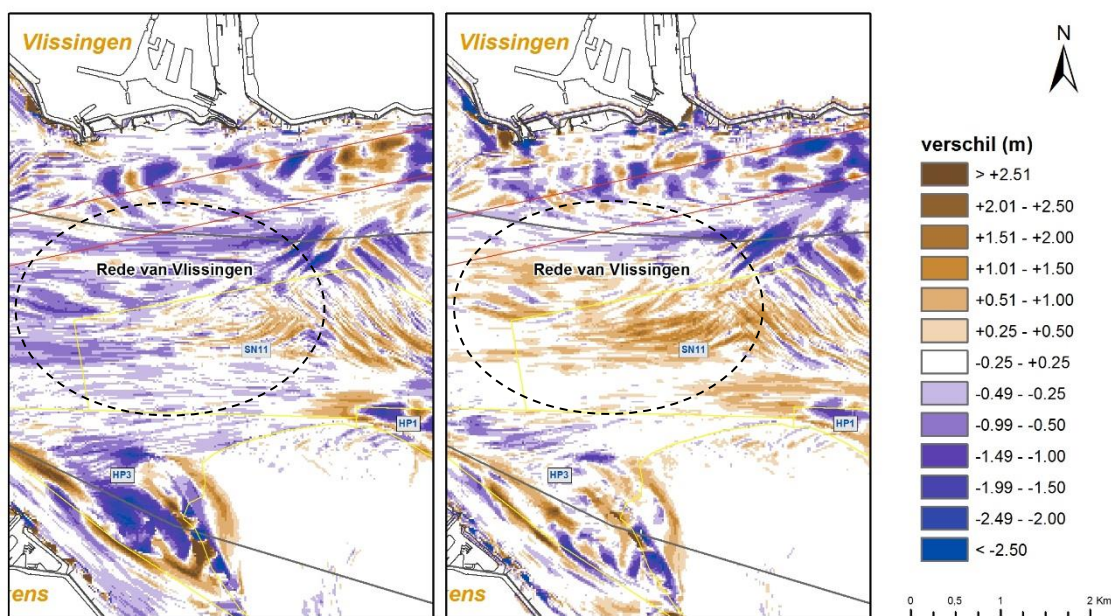 Vlissingen
Rede van Vlissingen
SN11
HP1
HP3
ens
Vlissingen
Rede van Vlissingen
SN11
HP1
HP3
ens
N
verschil (m)
> +2.51
+2.01 - +2.50
+1.51 - +2.00
+1.01 - +1.50
+0.51 - +1.00
+0.25 - +0.50
-0.25 - +0.25
-0.49 - -0.25
-0.99 - -0.50
-1.49 - -1.00
-1.99 - -1.50
-2.49 - -2.00
< -2.50
0 0,5 1 2 Km